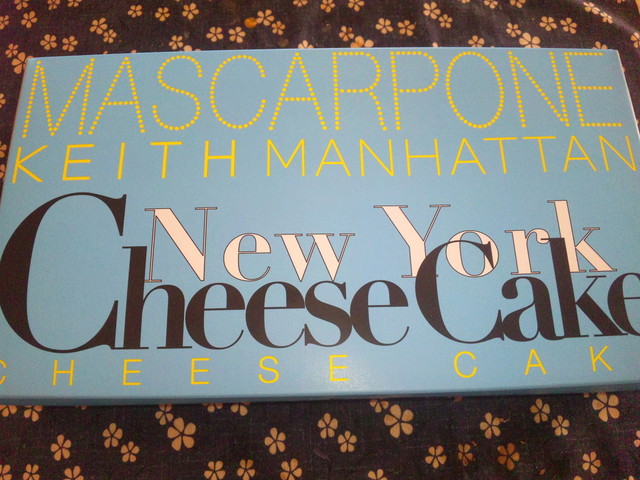 MASCARPONE
KEITH MANHATTAN
New York
Cheese Cake
CHEESE CAK